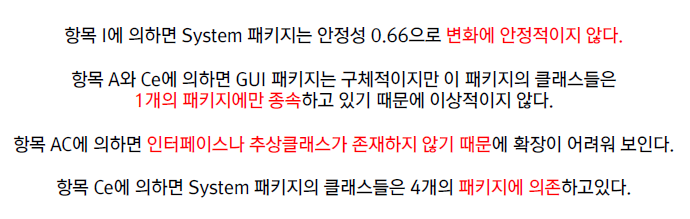 항목 I에 의하면 System 패키지는 안정성 0.66으로 변화에 안정적이지 않다.
항목 A와 Ce에 의하면 GUI 패키지는 구체적이지만 이 패키지의 클래스들은
1개의 패키지에만 종속하고 있기 때문에 이상적이지 않다.
항목 AC에 의하면 인터페이스나 추상클래스가 존재하지 않기 때문에 확장이 어려워 보인다.
항목 Ce에 의하면 System 패키지의 클래스들은 4개의 패키지에 의존하고있다.